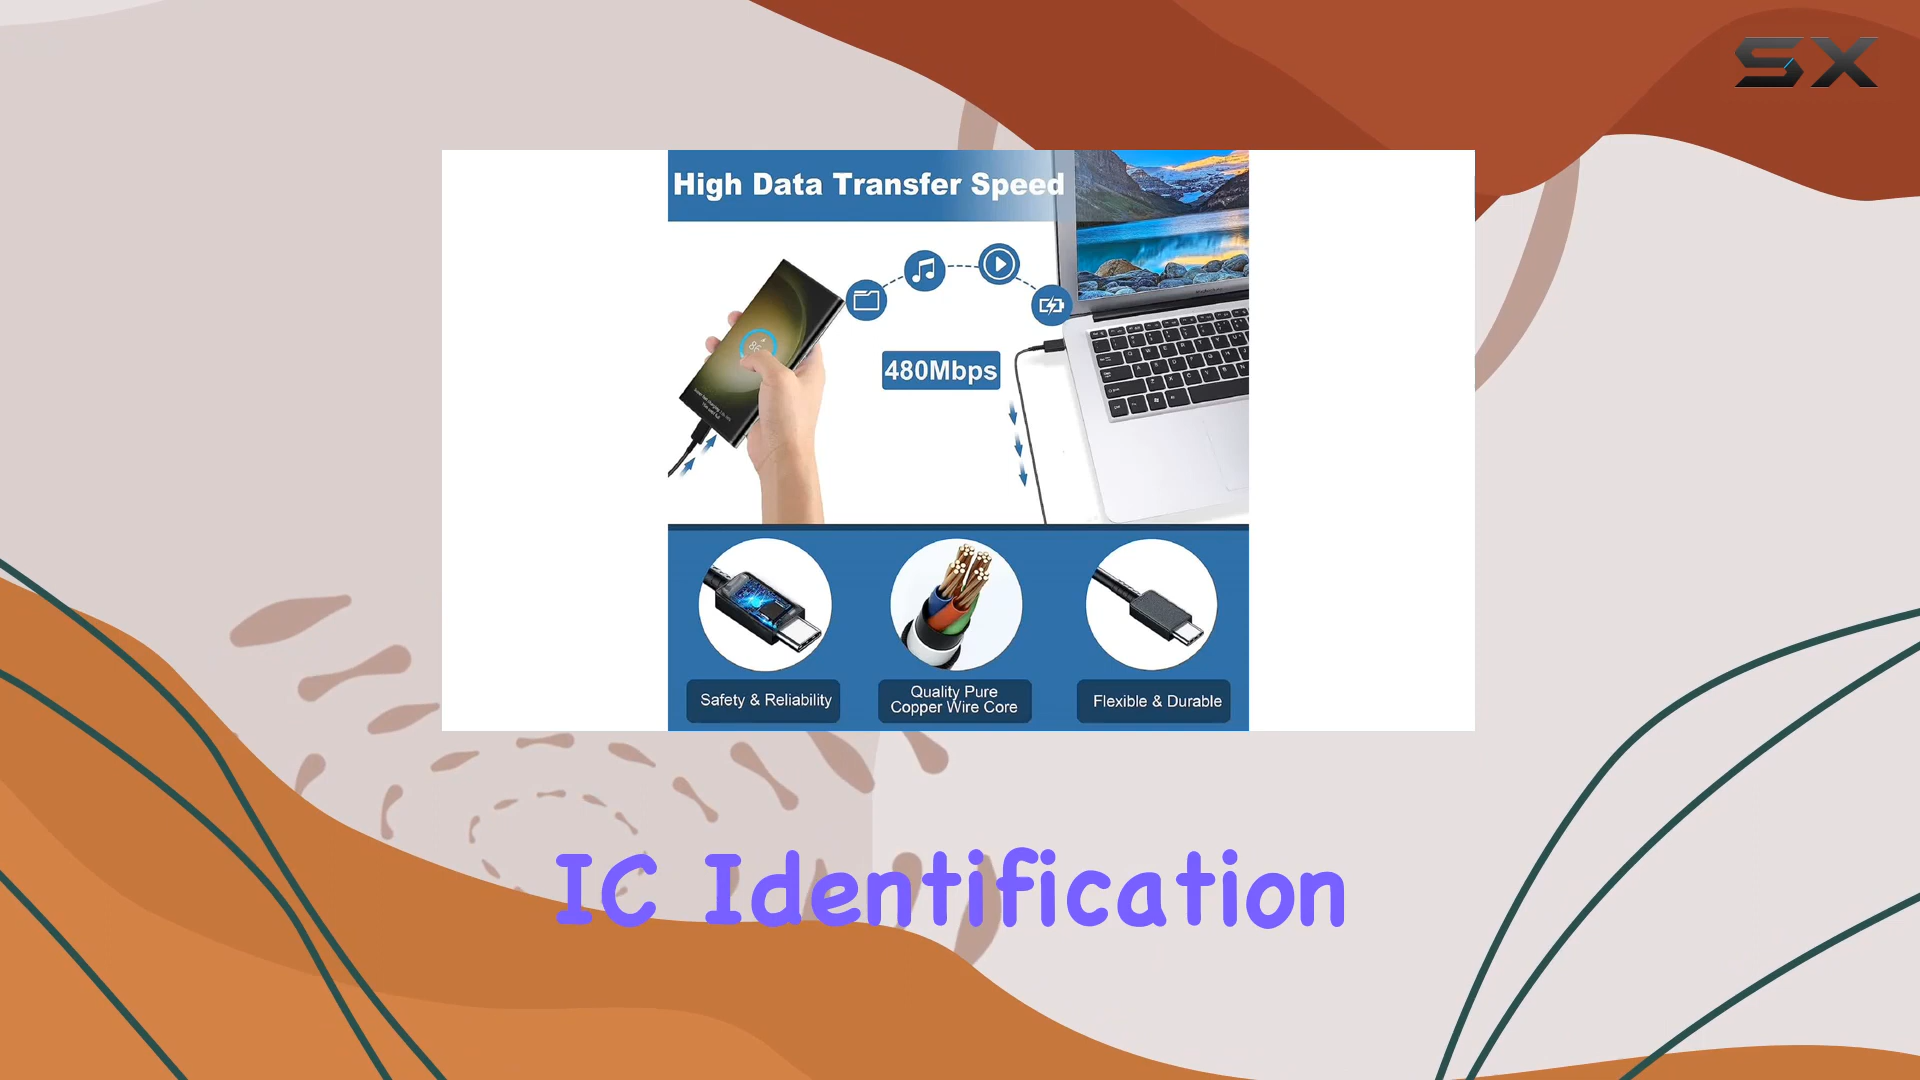 SX
High Data Transfer Speed
480Mbps
Safety & Reliability
Quality Pure
Copper Wire Core
Flexible & Durable
IC Identification